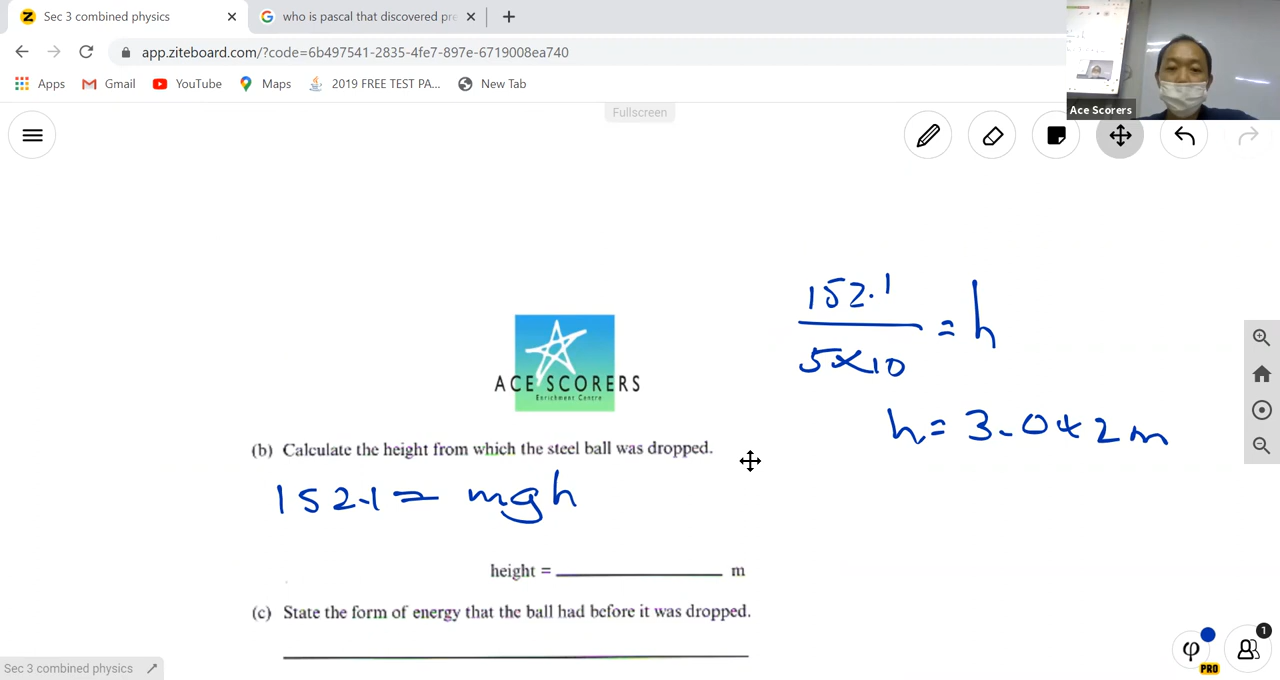 Sec 3 combined physics
who is pascal that discovered pre
app.ziteboard.com/?code=6b497541-2835-4fe7-897e-6719008ea740
Apps Gmail YouTube Maps 2019 FREE TEST PA... New Tab
Ace Scorers
Fullscreen
152.1
5×10
= h
h = 3.042 m
ACE SCORERS
Enrichment Centre
(b) Calculate the height from which the steel ball was dropped.
152.1 = mgh
height = m
(c) State the form of energy that the ball had before it was dropped.
Sec 3 combined physics
φ
PRO
1